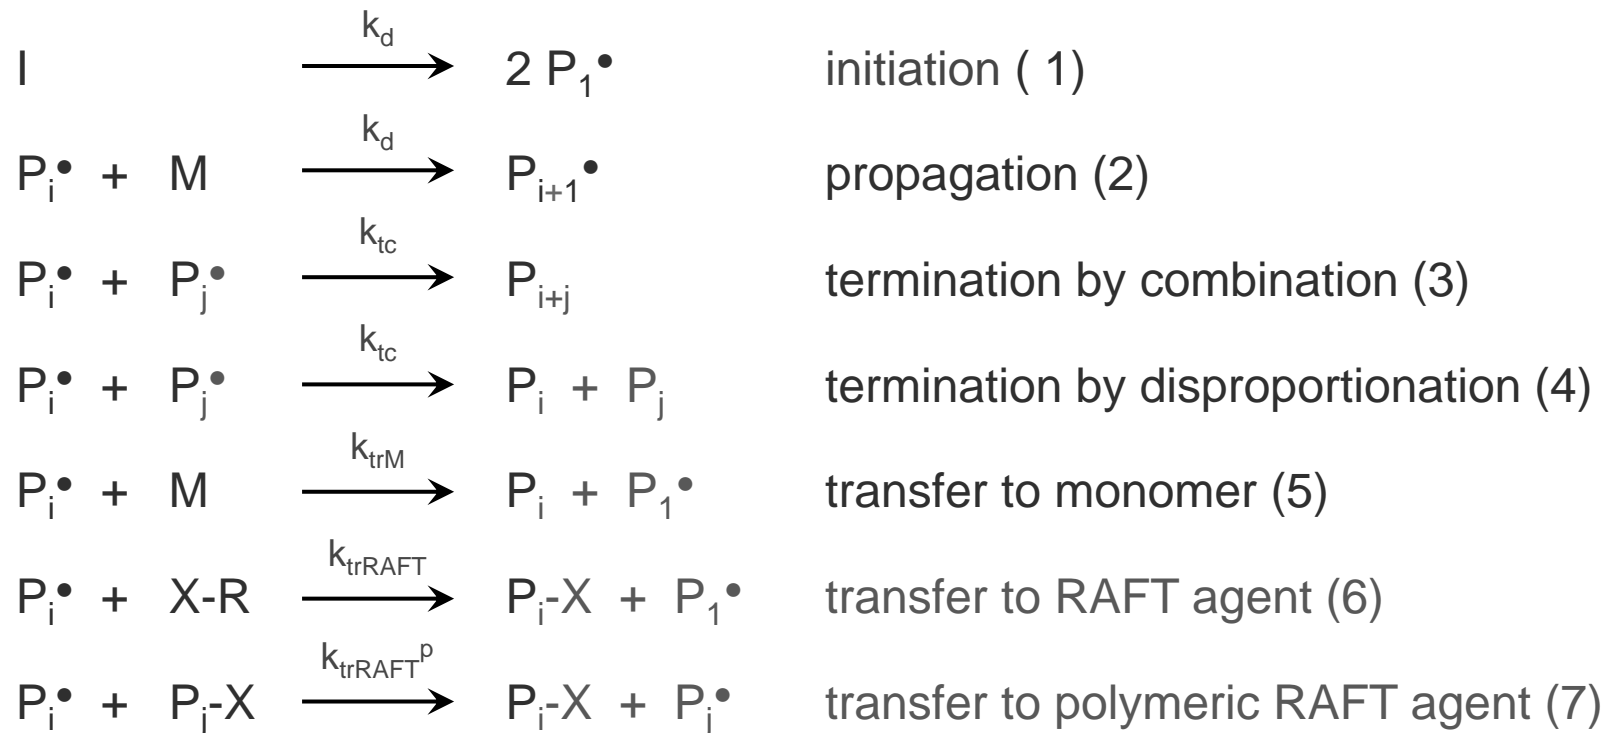 I k_d → 2 P_1• initiation ( 1)
P_i• + M k_d → P_{i+1}• propagation (2)
P_i• + P_j• k_tc → P_{i+j} termination by combination (3)
P_i• + P_j• k_tc → P_i + P_j termination by disproportionation (4)
P_i• + M k_trM → P_i + P_1• transfer to monomer (5)
P_i• + X-R k_trRAFT → P_i-X + P_1• transfer to RAFT agent (6)
P_i• + P_j-X k_trRAFT^p → P_i-X + P_j• transfer to polymeric RAFT agent (7)